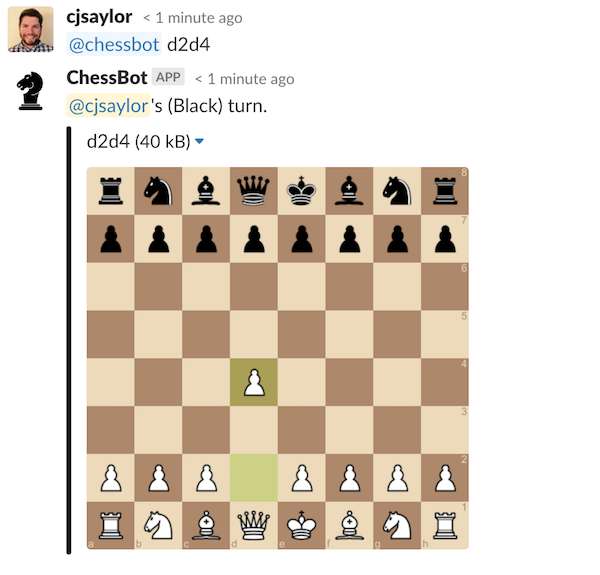 cjsaylor < 1 minute ago
@chessbot d2d4
ChessBot APP < 1 minute ago
@cjsaylor's (Black) turn.
d2d4 (40 kB)
8
7
6
5
4
3
2
1
a b c d e f g h